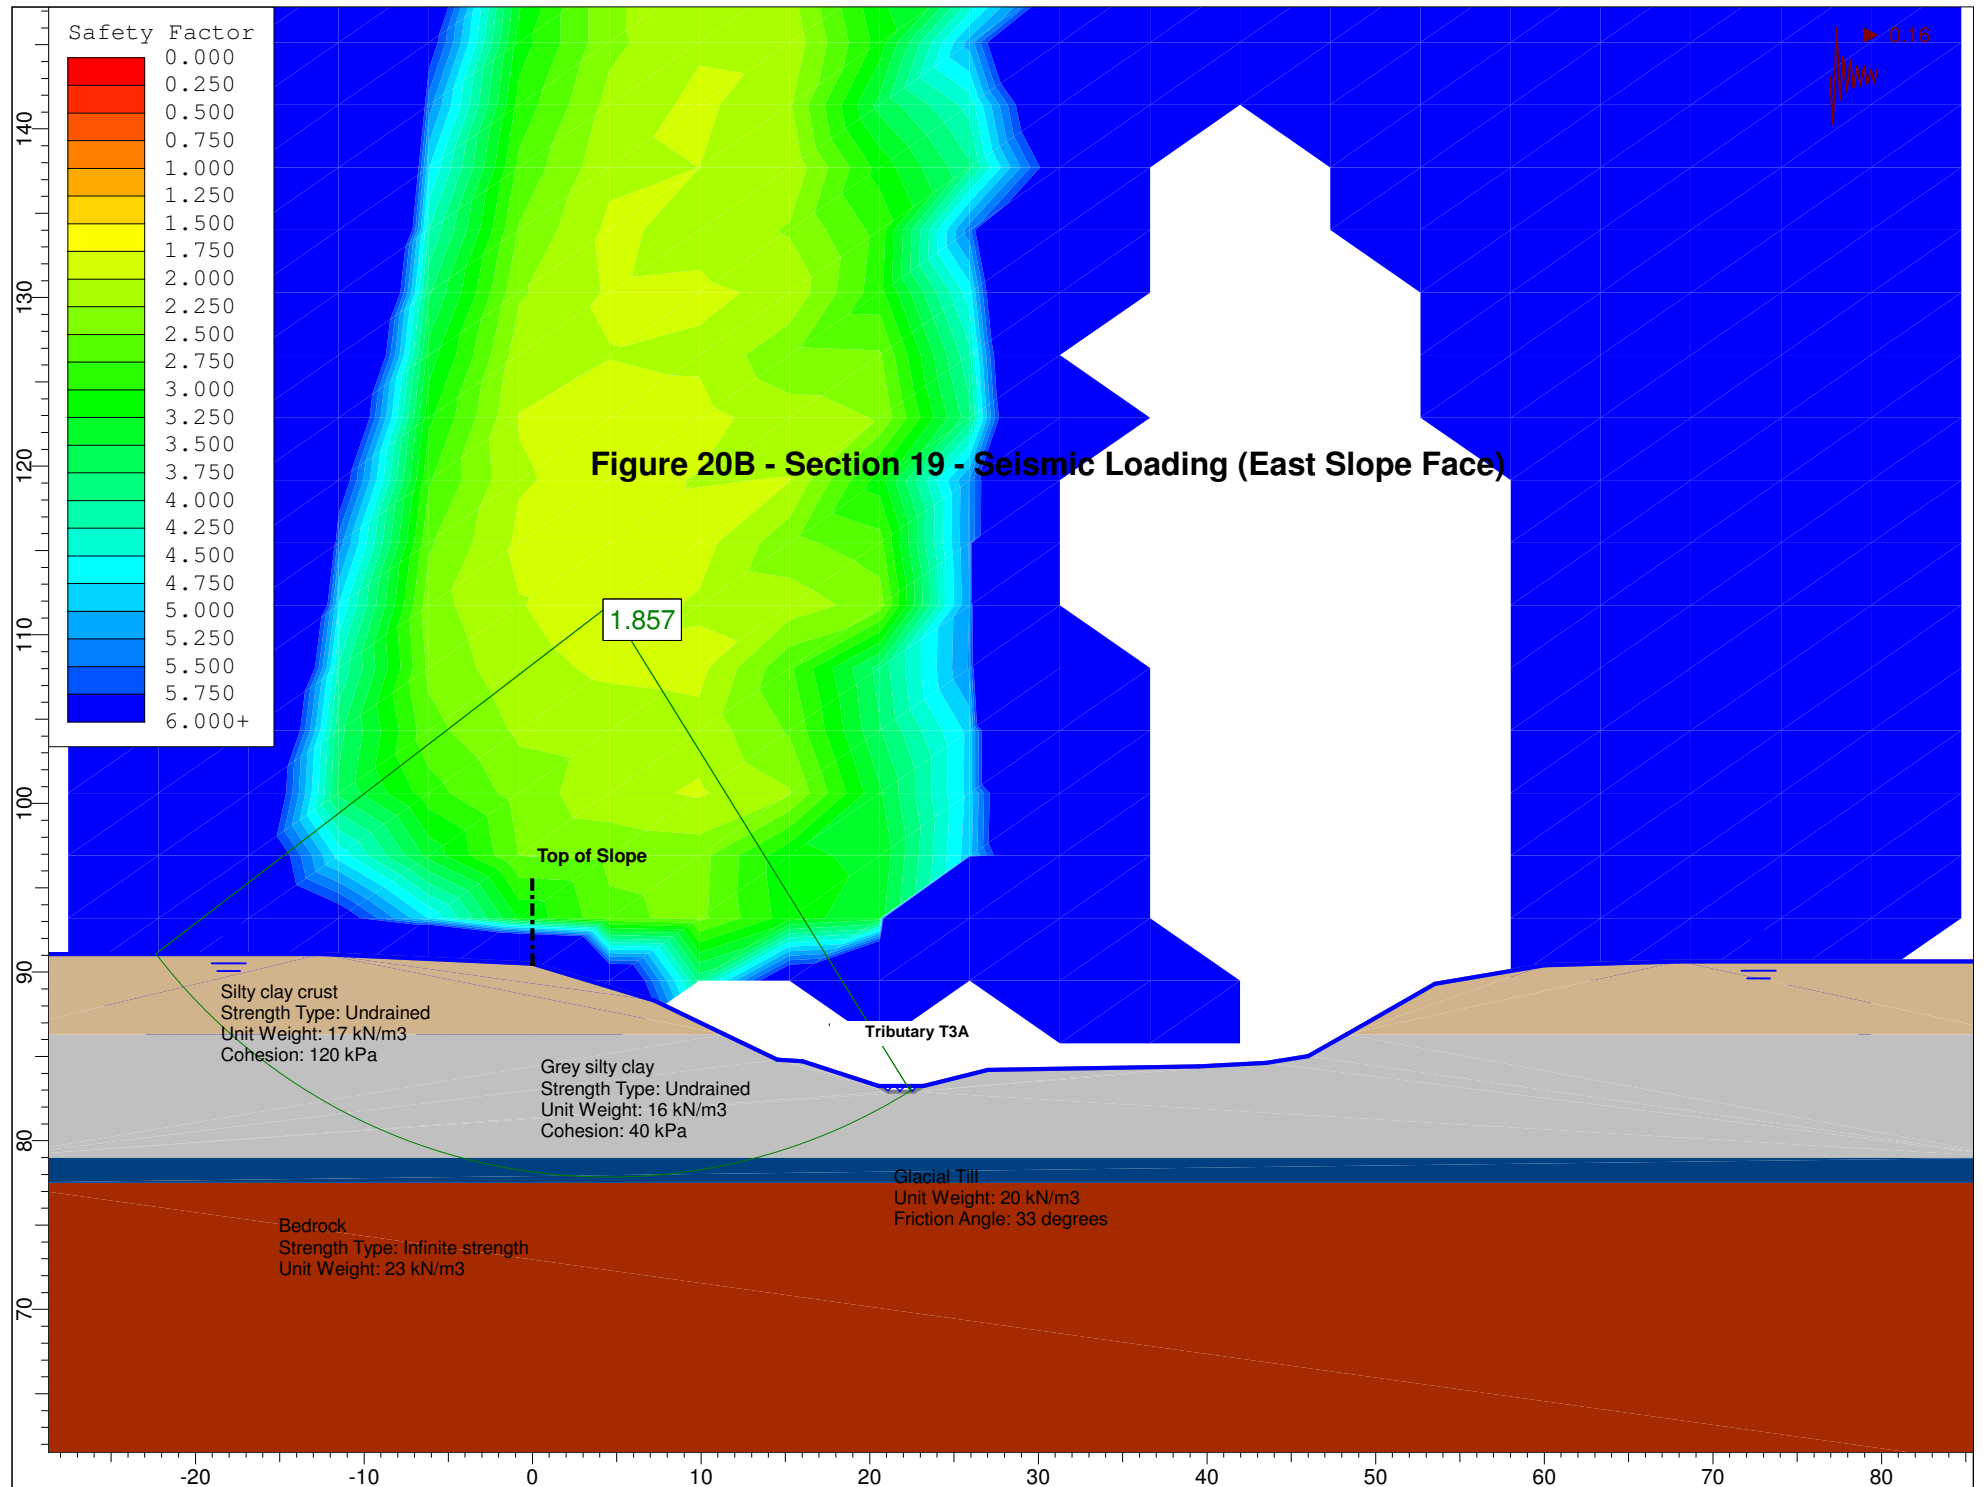 Safety Factor
0.000
0.250
0.500
0.750
1.000
1.250
1.500
1.750
2.000
2.250
2.500
2.750
3.000
3.250
3.500
3.750
4.000
4.250
4.500
4.750
5.000
5.250
5.500
5.750
6.000+
0.16
140
130
120
110
100
90
80
70
Figure 20B - Section 19 - Seismic Loading (East Slope Face)
1.857
Top of Slope
Silty clay crust
Strength Type: Undrained
Unit Weight: 17 kN/m3
Cohesion: 120 kPa
Tributary T3A
Grey silty clay
Strength Type: Undrained
Unit Weight: 16 kN/m3
Cohesion: 40 kPa
Glacial Till
Unit Weight: 20 kN/m3
Friction Angle: 33 degrees
Bedrock
Strength Type: Infinite strength
Unit Weight: 23 kN/m3
-20
-10
0
10
20
30
40
50
60
70
80